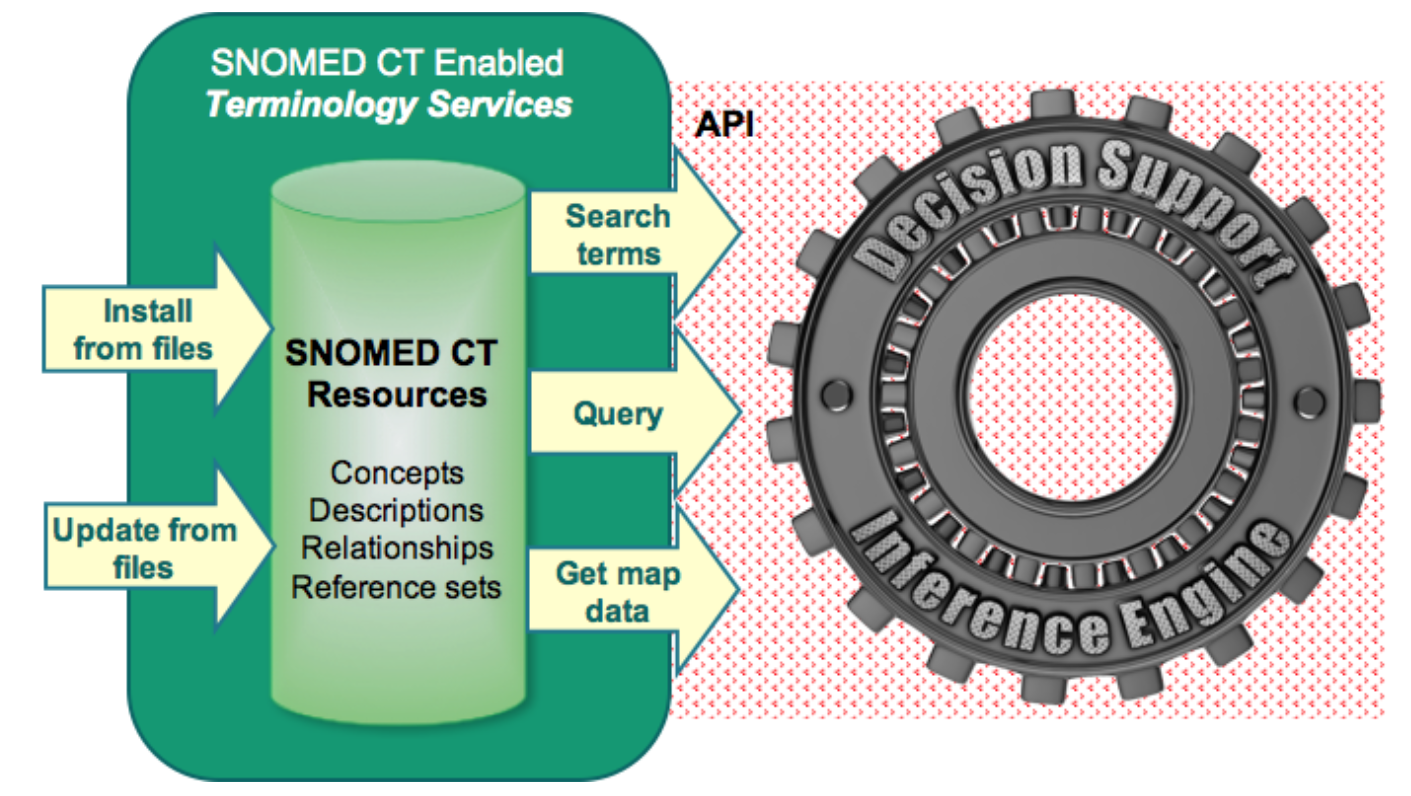 SNOMED CT Enabled
Terminology Services
API
Install
from files
Update from
files
SNOMED CT
Resources
Concepts
Descriptions
Relationships
Reference sets
Search
terms
Query
Get map
data
Decision Support
Inference Engine